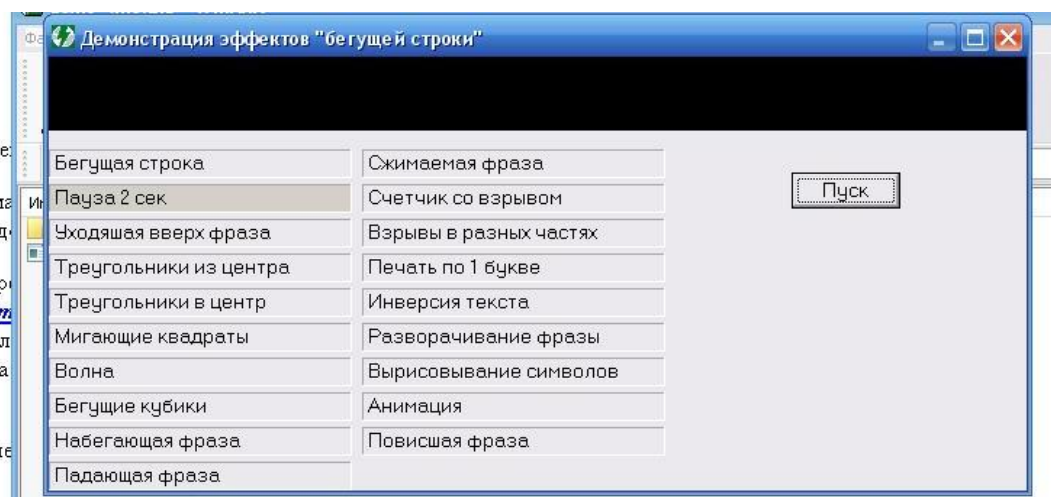 Демонстрация эффектов "бегущей строки"
Бегущая строка
Пауза 2 сек
Уходяшая вверх фраза
Треугольники из центра
Треугольники в центр
Мигающие квадраты
Волна
Бегущие кубики
Набегающая фраза
Падающая фраза
Сжимаемая фраза
Счетчик со взрывом
Взрывы в разных частях
Печать по 1 букве
Инверсия текста
Разворачивание фразы
Вырисовывание символов
Анимация
Повисшая фраза
Пуск